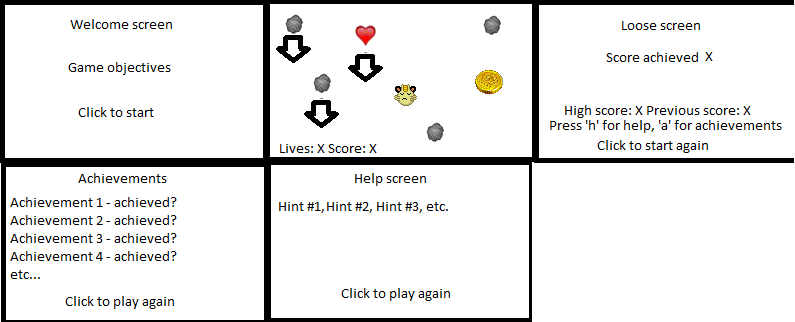 Welcome screen
Game objectives
Click to start
Lives: X Score: X
Loose screen
Score achieved X
High score: X Previous score: X
Press 'h' for help, 'a' for achievements
Click to start again
Achievements
Achievement 1 - achieved?
Achievement 2 - achieved?
Achievement 3 - achieved?
Achievement 4 - achieved?
etc...
Click to play again
Help screen
Hint #1, Hint #2, Hint #3, etc.
Click to play again